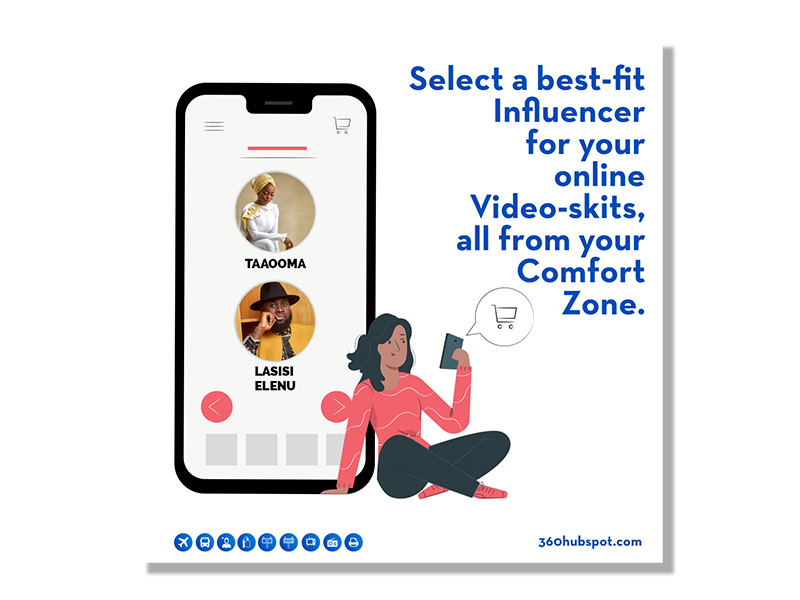 Select a best-fit
Influencer
for your
online
Video-skits,
all from your
Comfort
Zone.
TAAOOMA
LASISI
ELENU
360hubspot.com